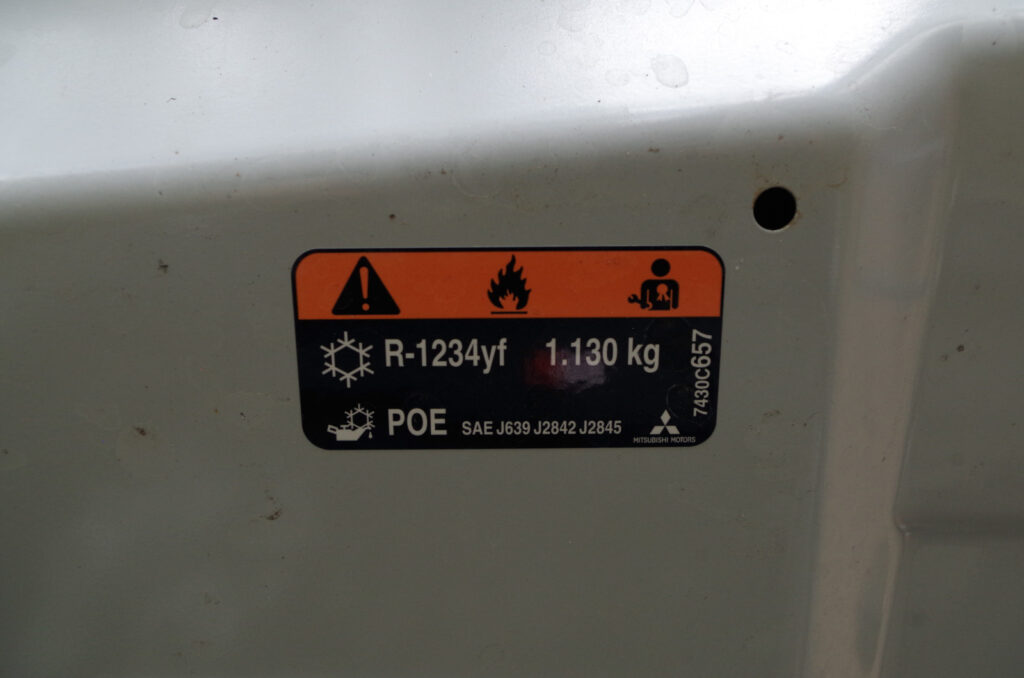 R-1234yf 1.130 kg
POE SAE J639 J2842 J2845
MITSUBISHI MOTORS
7430C657